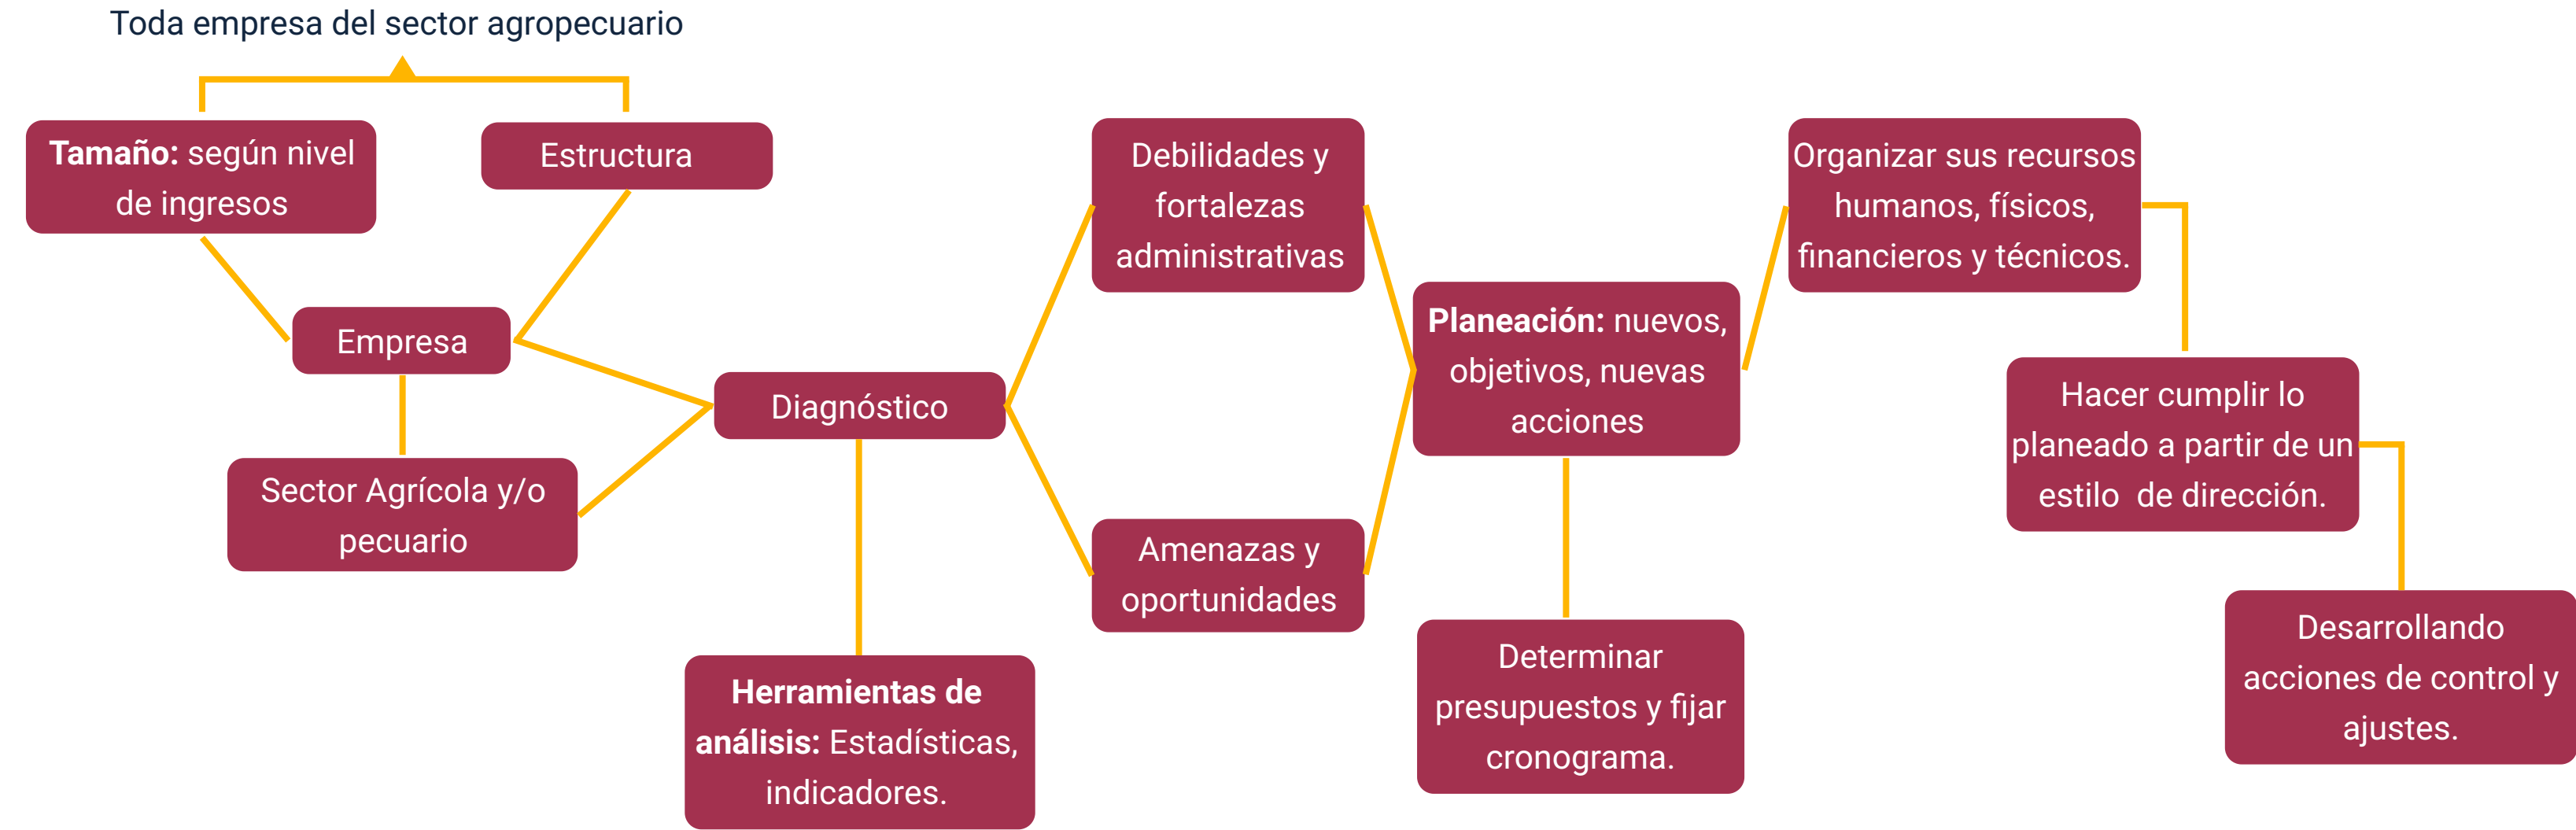 Toda empresa del sector agropecuario
Tamaño: según nivel
de ingresos
Estructura
Empresa
Sector Agrícola y/o
pecuario
Diagnóstico
Herramientas de
análisis: Estadísticas,
indicadores.
Debilidades y
fortalezas
administrativas
Amenazas y
oportunidades
Planeación: nuevos,
objetivos, nuevas
acciones
Determinar
presupuestos y fijar
cronograma.
Organizar sus recursos
humanos, físicos,
financieros y técnicos.
Hacer cumplir lo
planeado a partir de un
estilo  de dirección.
Desarrollando
acciones de control y
ajustes.